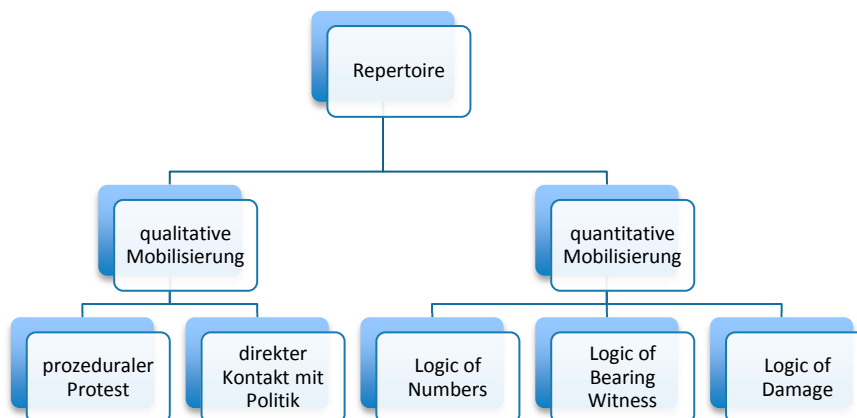 Repertoire
qualitative
Mobilisierung
quantitative
Mobilisierung
prozeduraler
Protest
direkter
Kontakt mit
Politik
Logic of
Numbers
Logic of
Bearing
Witness
Logic of
Damage